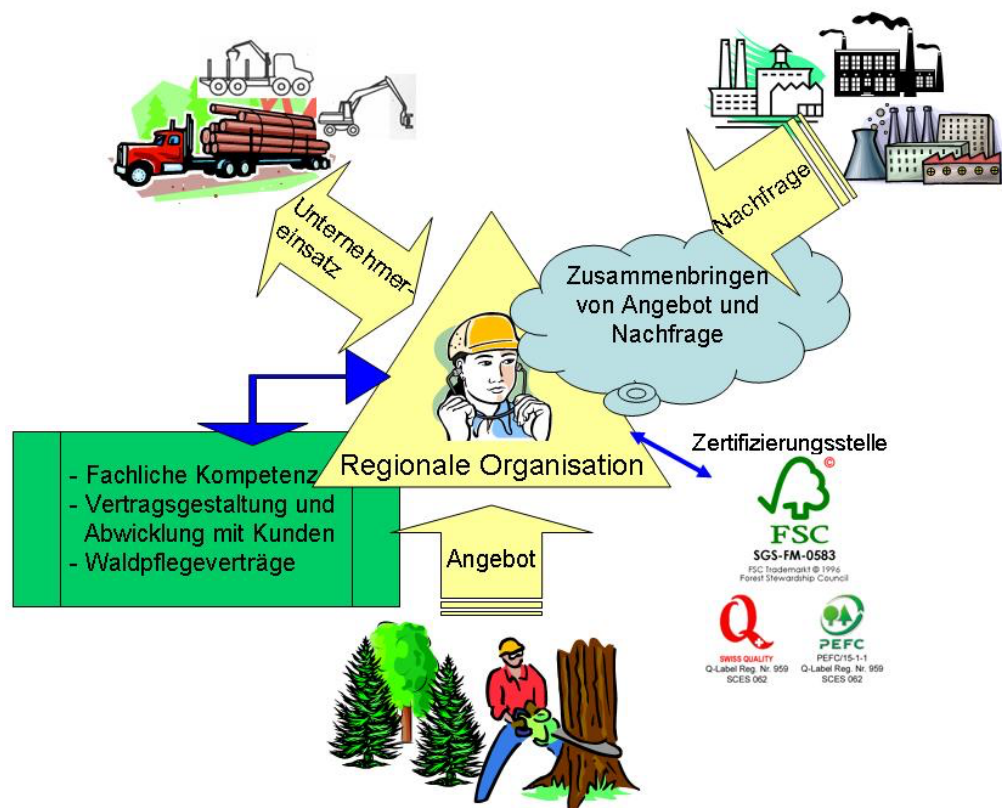 Nachfrage
Unternehmer-
einsatz
Zusammenbringen
von Angebot und
Nachfrage
Regionale Organisation
- Fachliche Kompetenz
- Vertragsgestaltung und
Abwicklung mit Kunden
- Waldpflegeverträge
Zertifizierungsstelle
©
FSC
SGS-FM-0583
FSC Trademarkt © 1996
Forest Stewardship Council
Angebot
Q
SWISS QUALITY
Q-Label Reg. Nr. 959
SCES 062
PEFC
PEFC/15-1-1
Q-Label Reg. Nr. 959
SCES 062